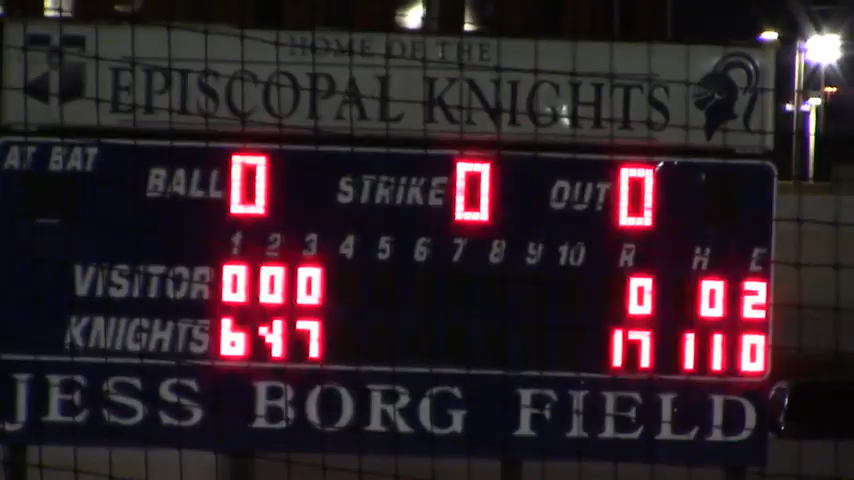 HOME OF THE
EPISCOPAL KNIGHTS
AT BAT
BALL 0 STRIKE 0 OUT 0
1 2 3 4 5 6 7 8 9 10 R H E
VISITOR 0 0 0 0 0 2
KNIGHTS 6 4 7 17 11 0
JESS BORG FIELD